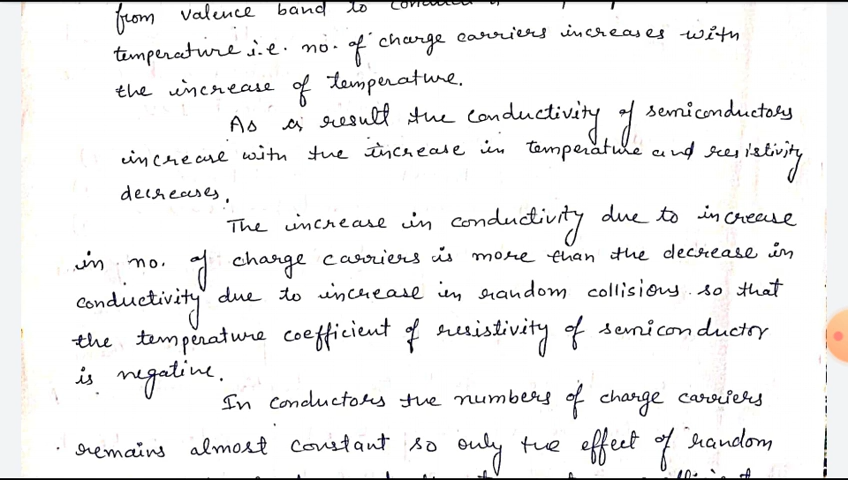 from valence band to
temperature i.e. no. of charge carriers increases with
the increase of temperature.
As a result the conductivity of semiconductors
increase with the increase in temperature and resistivity
decreases.
The increase in conductivity due to increase
in no. of charge carriers is more than the decrease in
conductivity due to increase in random collisions so that
the temperature coefficient of resistivity of semiconductor
is negative.
In conductors the numbers of charge carriers
remains almost constant so only the effect of random